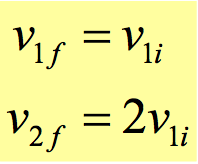 v₁f = v₁i
v₂f = 2v₁i